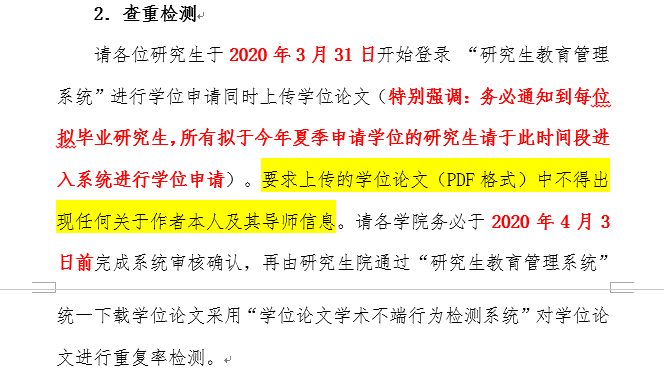 2．查重检测
请各位研究生于 2020 年 3 月 31 日开始登录 “研究生教育管理
系统”进行学位申请同时上传学位论文（特别强调：务必通知到每位
拟毕业研究生，所有拟于今年夏季申请学位的研究生请于此时间段进
入系统进行学位申请）。要求上传的学位论文（PDF 格式）中不得出
现任何关于作者本人及其导师信息。请各学院务必于 2020 年 4 月 3
日前完成系统审核确认，再由研究生院通过“研究生教育管理系统”
统一下载学位论文采用“学位论文学术不端行为检测系统”对学位论
文进行重复率检测。